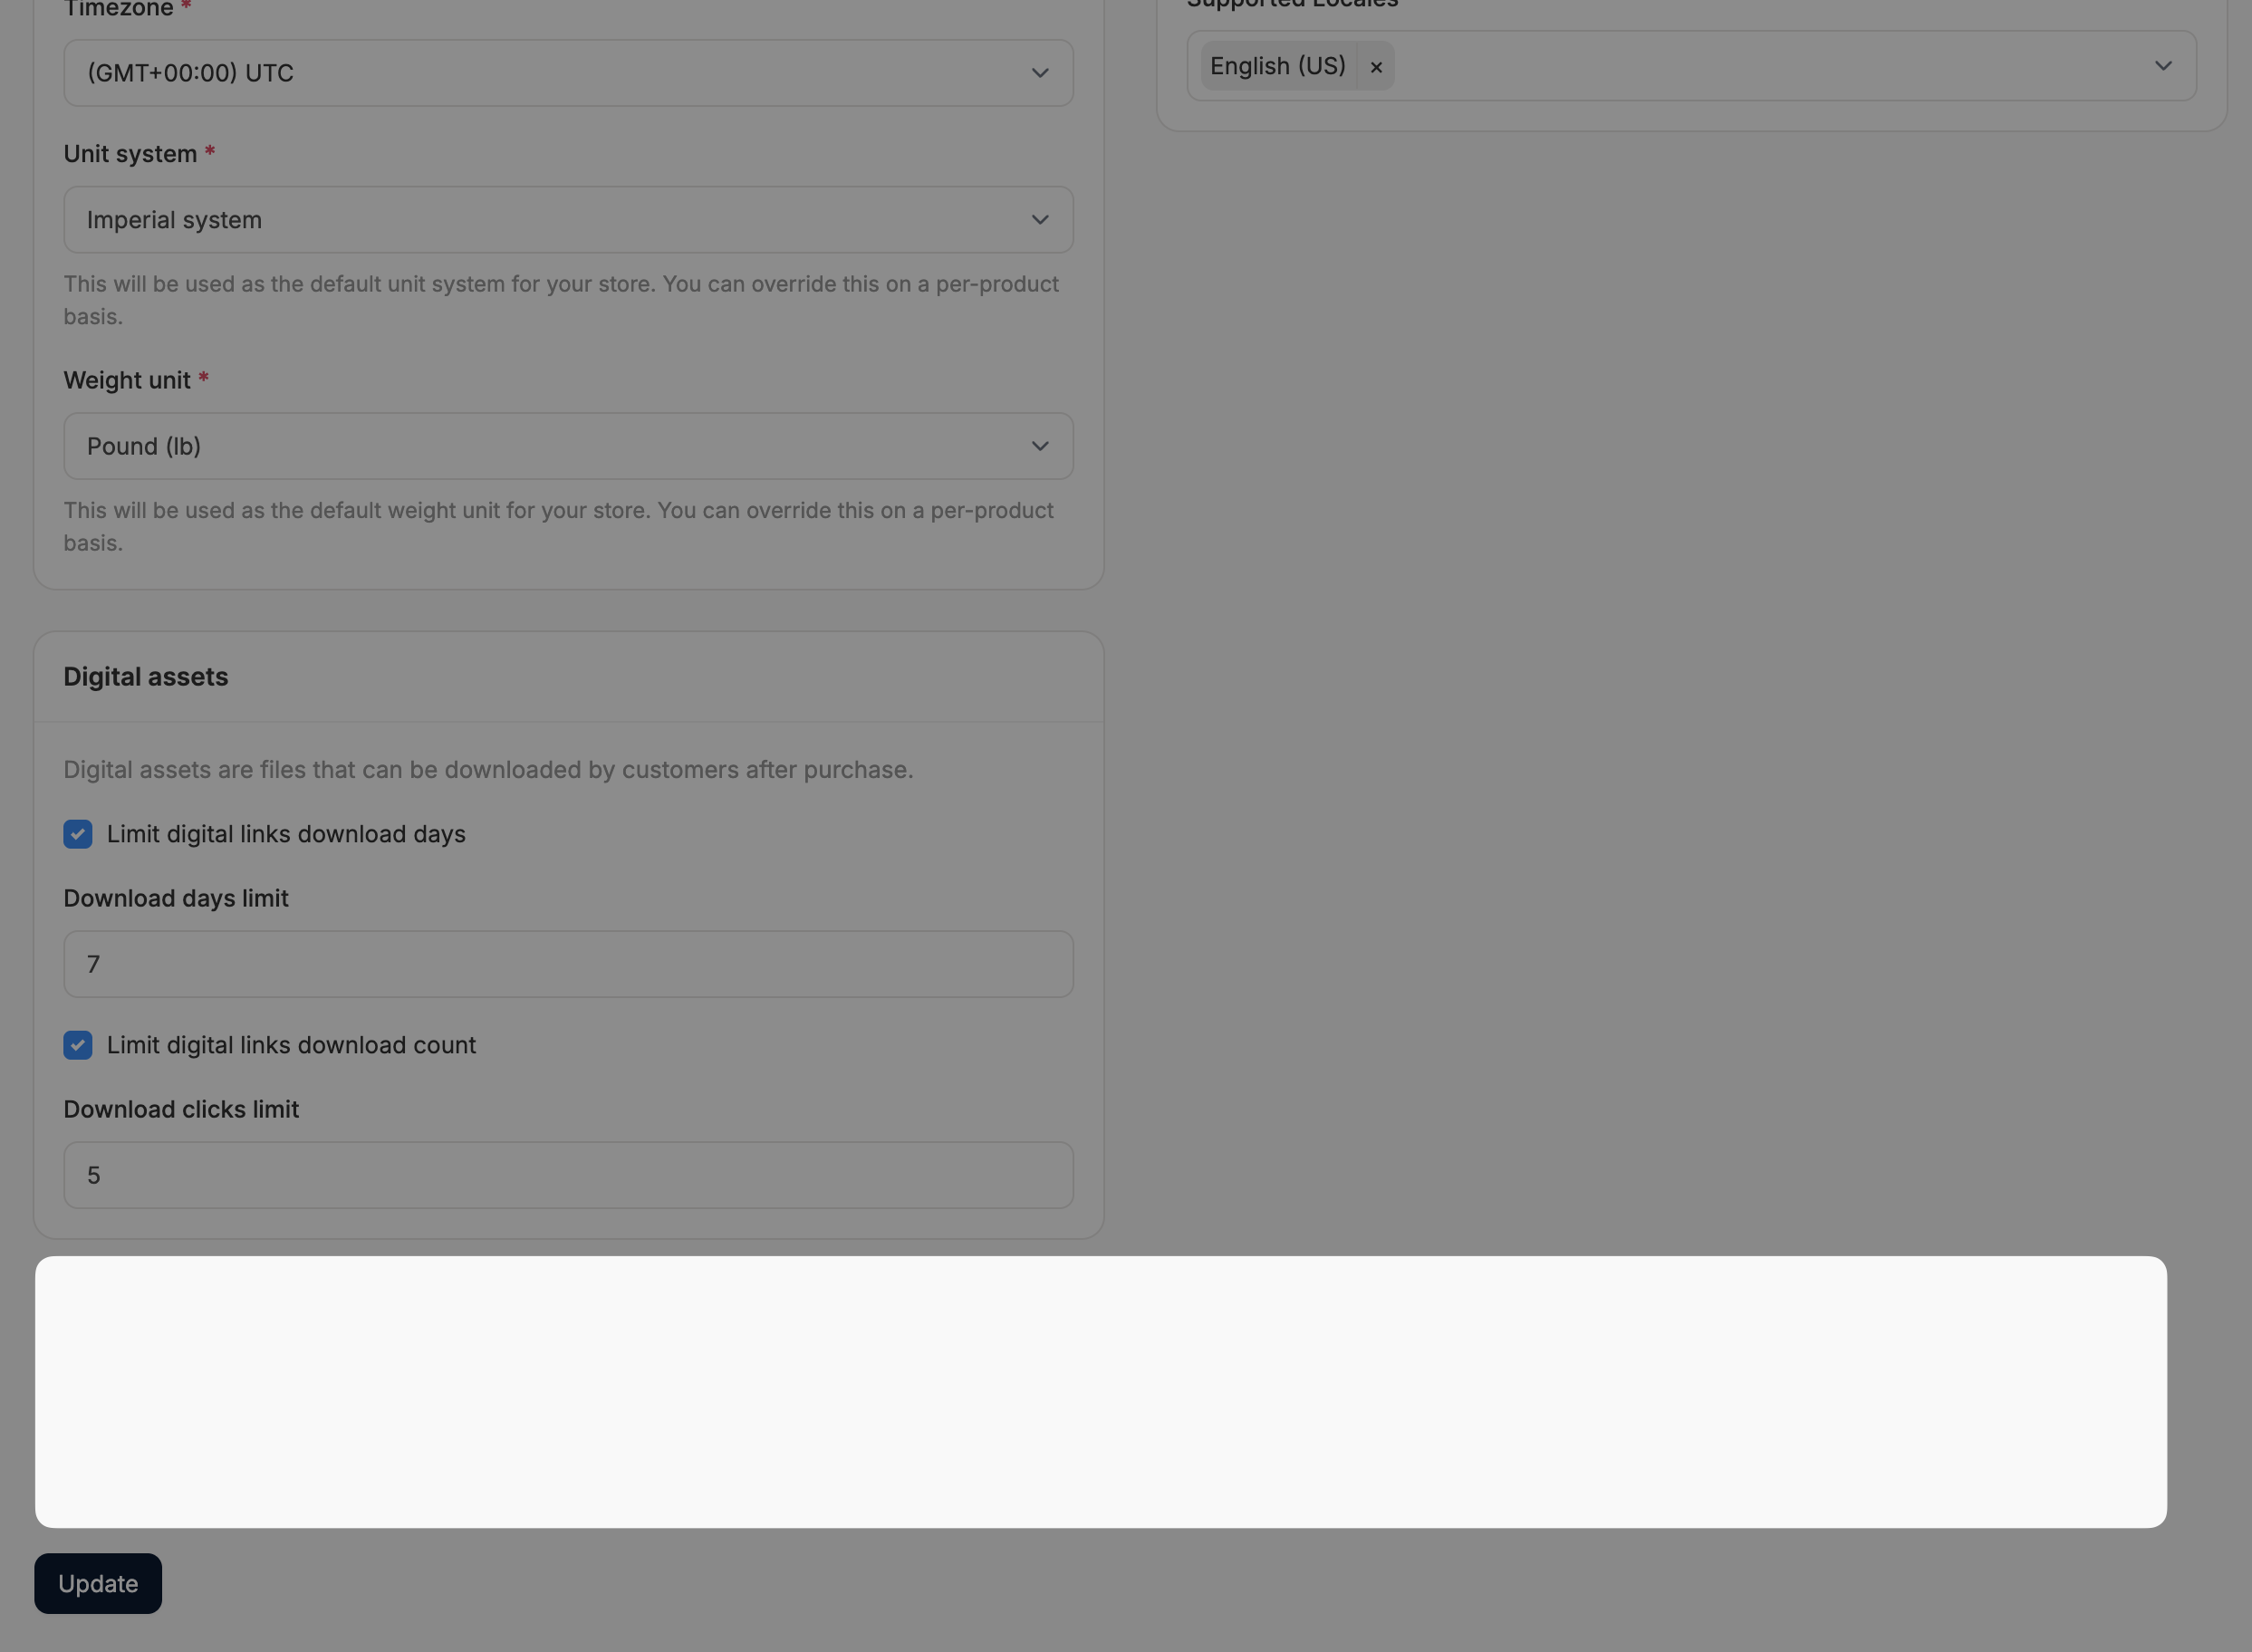 Timezone *
(GMT+00:00) UTC
Unit system *
Imperial system
This will be used as the default unit system for your store. You can override this on a per-product
basis.
Weight unit *
Pound (lb)
This will be used as the default weight unit for your store. You can override this on a per-product
basis.
Supported Locales
English (US) ×
Digital assets
Digital assets are files that can be downloaded by customers after purchase.
Limit digital links download days
Download days limit
7
Limit digital links download count
Download clicks limit
5
Update